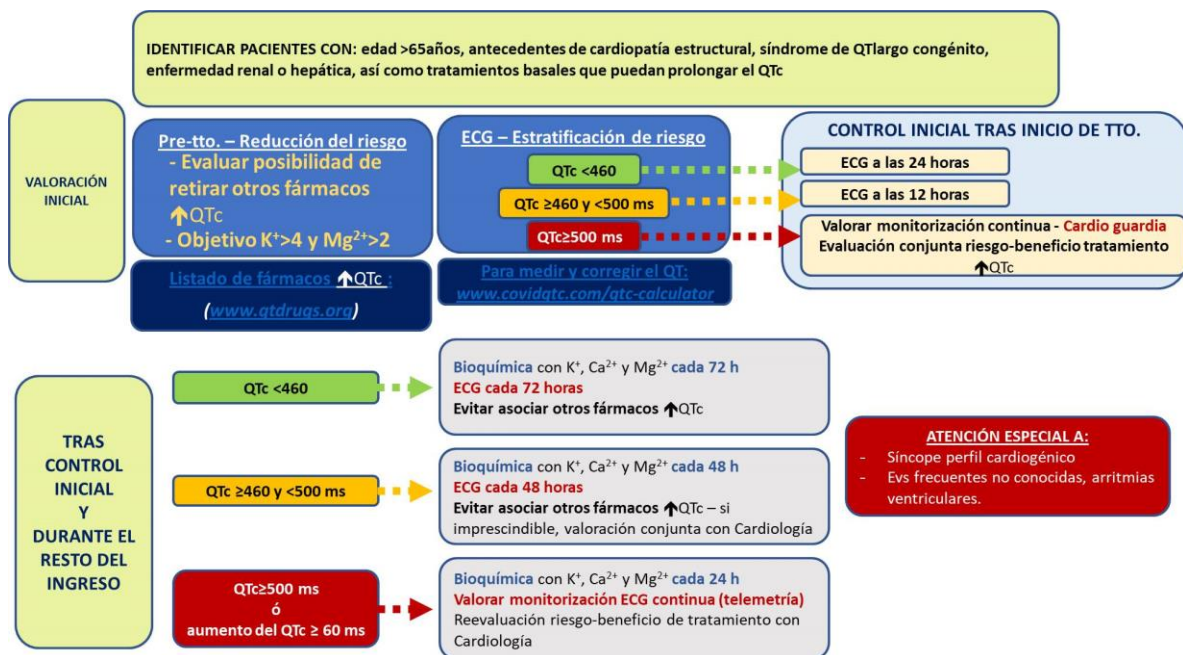 IDENTIFICAR PACIENTES CON: edad >65años, antecedentes de cardiopatía estructural, síndrome de QTlargo congénito,
enfermedad renal o hepática, así como tratamientos basales que puedan prolongar el QTc
VALORACIÓN
INICIAL
Pre-tto. – Reducción del riesgo
- Evaluar posibilidad de
retirar otros fármacos
↑QTc
- Objetivo K⁺>4 y Mg²⁺>2
Listado de fármacos ↑QTc :
(www.qtdrugs.org)
ECG – Estratificación de riesgo
QTc <460
QTc ≥460 y <500 ms
QTc≥500 ms
Para medir y corregir el QT:
www.covidqtc.com/qtc-calculator
CONTROL INICIAL TRAS INICIO DE TTO.
ECG a las 24 horas
ECG a las 12 horas
Valorar monitorización continua - Cardio guardia
Evaluación conjunta riesgo-beneficio tratamiento
↑QTc
TRAS
CONTROL
INICIAL
Y
DURANTE EL
RESTO DEL
INGRESO
QTc <460
Bioquímica con K⁺, Ca²⁺ y Mg²⁺ cada 72 h
ECG cada 72 horas
Evitar asociar otros fármacos ↑QTc
QTc ≥460 y <500 ms
Bioquímica con K⁺, Ca²⁺ y Mg²⁺ cada 48 h
ECG cada 48 horas
Evitar asociar otros fármacos ↑QTc – si
imprescindible, valoración conjunta con Cardiología
QTc≥500 ms
ó
aumento del QTc ≥ 60 ms
Bioquímica con K⁺, Ca²⁺ y Mg²⁺ cada 24 h
Valorar monitorización ECG continua (telemetría)
Reevaluación riesgo-beneficio de tratamiento con
Cardiología
ATENCIÓN ESPECIAL A:
- Síncope perfil cardiogénico
- Evs frecuentes no conocidas, arritmias
ventriculares.